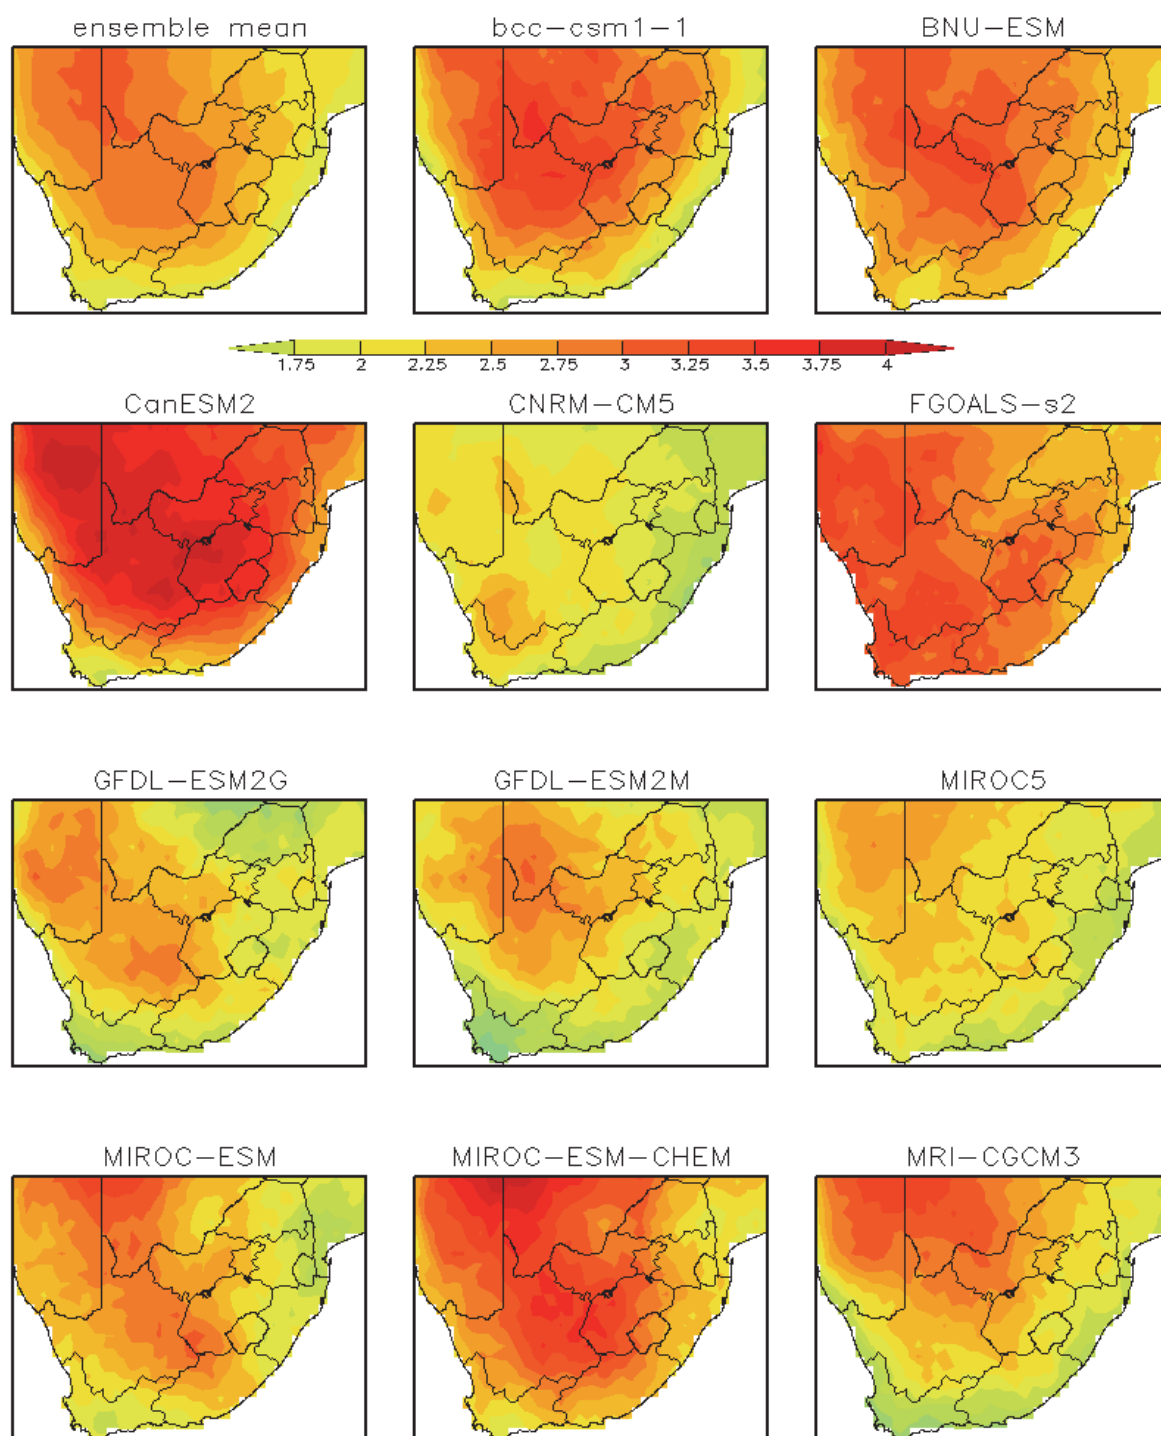 ensemble mean bcc-csm1-1 BNU-ESM
1.75 2 2.25 2.5 2.75 3 3.25 3.5 3.75 4
CanESM2 CNRM-CM5 FGOALS-s2
GFDL-ESM2G GFDL-ESM2M MIROC5
MIROC-ESM MIROC-ESM-CHEM MRI-CGCM3